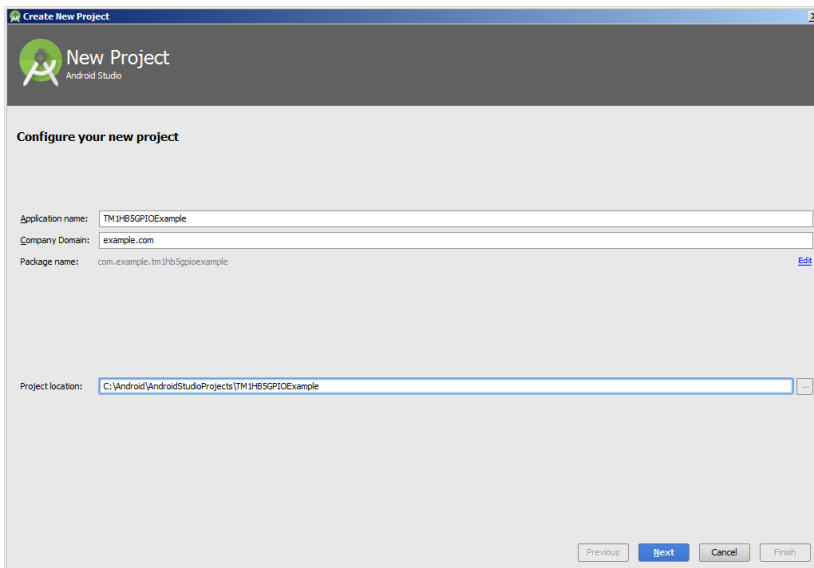 Create New Project
New Project
Android Studio
Configure your new project
Application name: TM1HB5GPIOExample
Company Domain: example.com
Package name: com.example.tm1hb5gpioexample Edit
Project location: C:\Android\AndroidStudioProjects\TM1HB5GPIOExample ...
Previous Next Cancel Finish